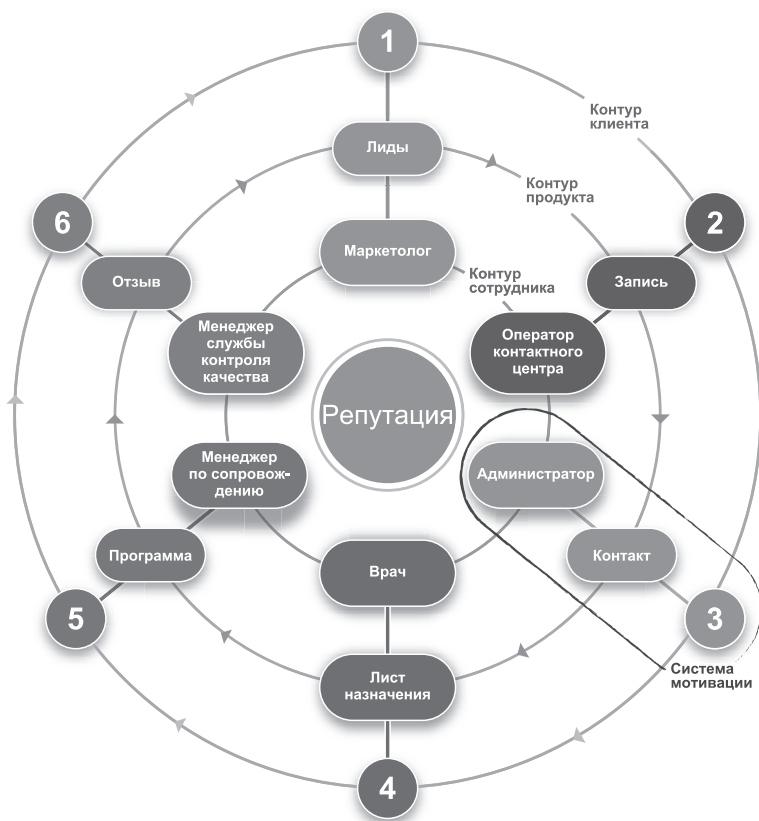 1
Контур
клиента
Лиды
Контур
продукта
6
2
Маркетолог
Контур
сотрудника
Отзыв
Запись
Менеджер
службы
контроля
качества
Оператор
контактного
центра
Репутация
Менеджер
по сопровож-
дению
Администратор
Программа
Врач
Контакт
5
3
Лист
назначения
Система
мотивации
4